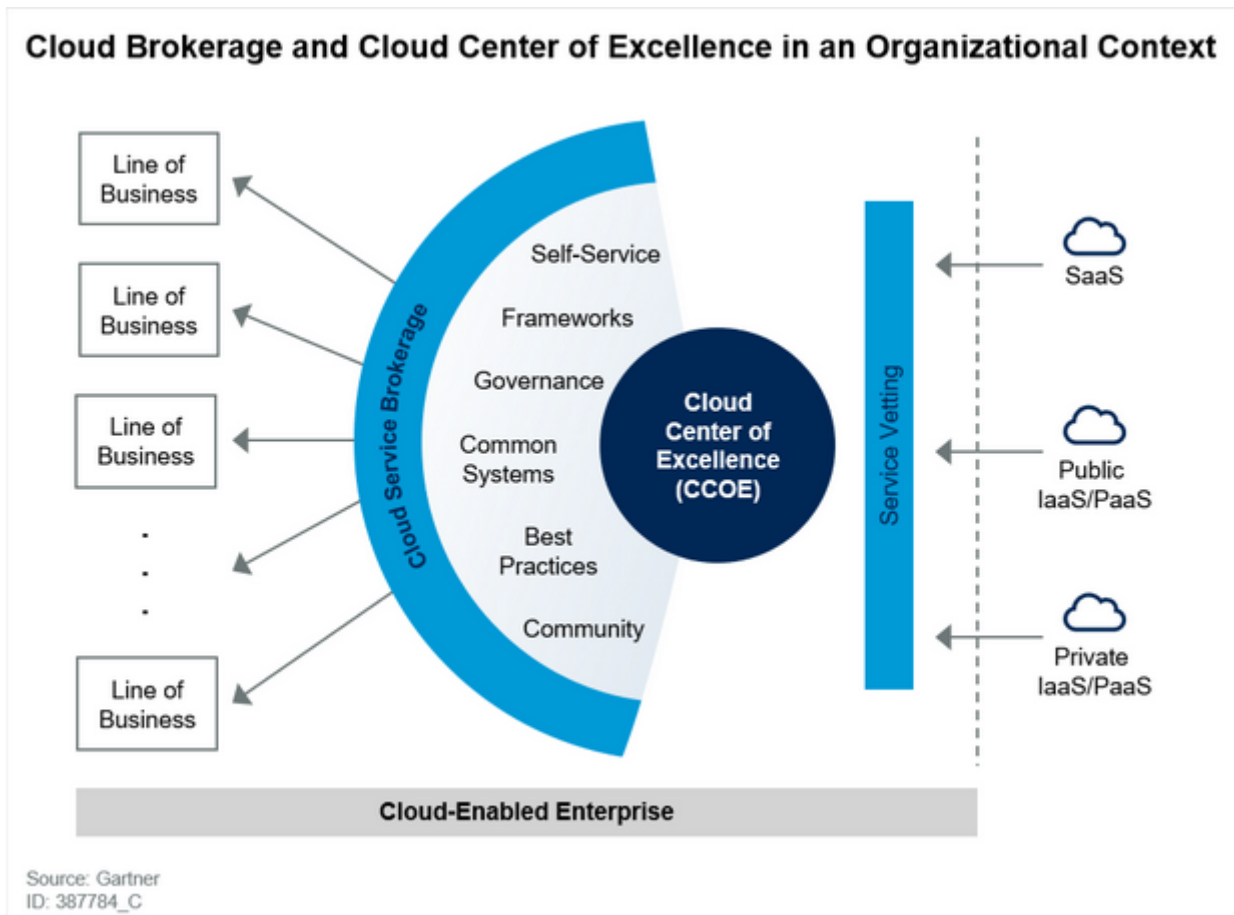 Cloud Brokerage and Cloud Center of Excellence in an Organizational Context
Line of
Business
Line of
Business
Line of
Business
.
.
.
Line of
Business
Cloud Service Brokerage
Self-Service
Frameworks
Governance
Common
Systems
Best
Practices
Community
Cloud
Center of
Excellence
(CCOE)
Service Vetting
SaaS
Public
IaaS/PaaS
Private
IaaS/PaaS
Cloud-Enabled Enterprise
Source: Gartner
ID: 387784_C